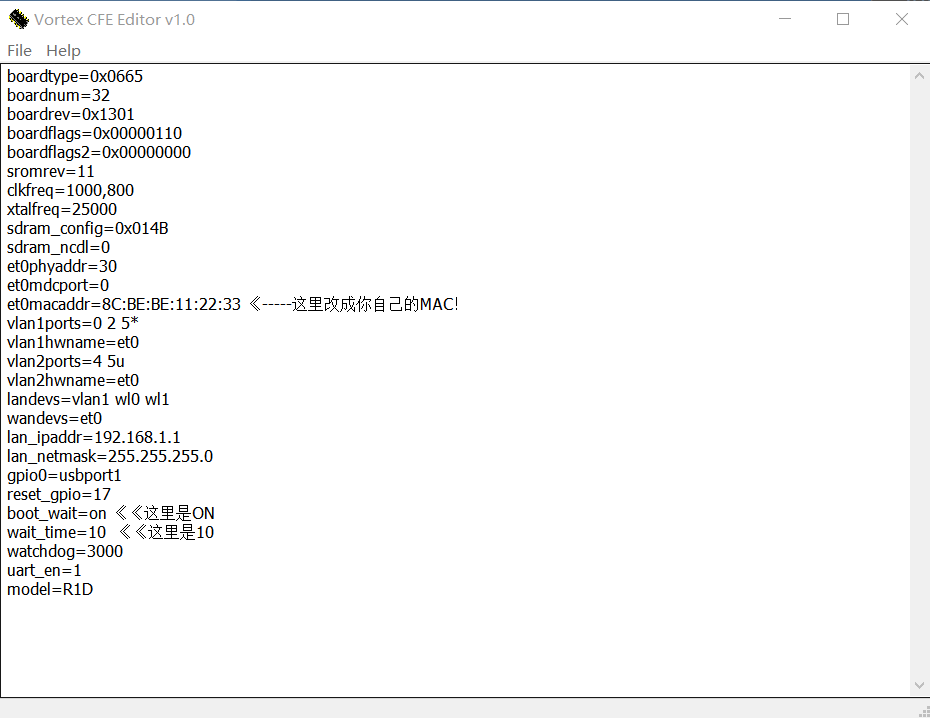 Vortex CFE Editor v1.0
File Help
boardtype=0x0665
boardnum=32
boardrev=0x1301
boardflags=0x00000110
boardflags2=0x00000000
sromrev=11
clkfreq=1000,800
xtalfreq=25000
sdram_config=0x014B
sdram_ncdl=0
et0phyaddr=30
et0mdcport=0
et0macaddr=8C:BE:BE:11:22:33 《-----这里改成你自己的MAC!
vlan1ports=0 2 5*
vlan1hwname=et0
vlan2ports=4 5u
vlan2hwname=et0
landevs=vlan1 wl0 wl1
wandevs=et0
lan_ipaddr=192.168.1.1
lan_netmask=255.255.255.0
gpio0=usbport1
reset_gpio=17
boot_wait=on 《《这里是ON
wait_time=10 《《这里是10
watchdog=3000
uart_en=1
model=R1D